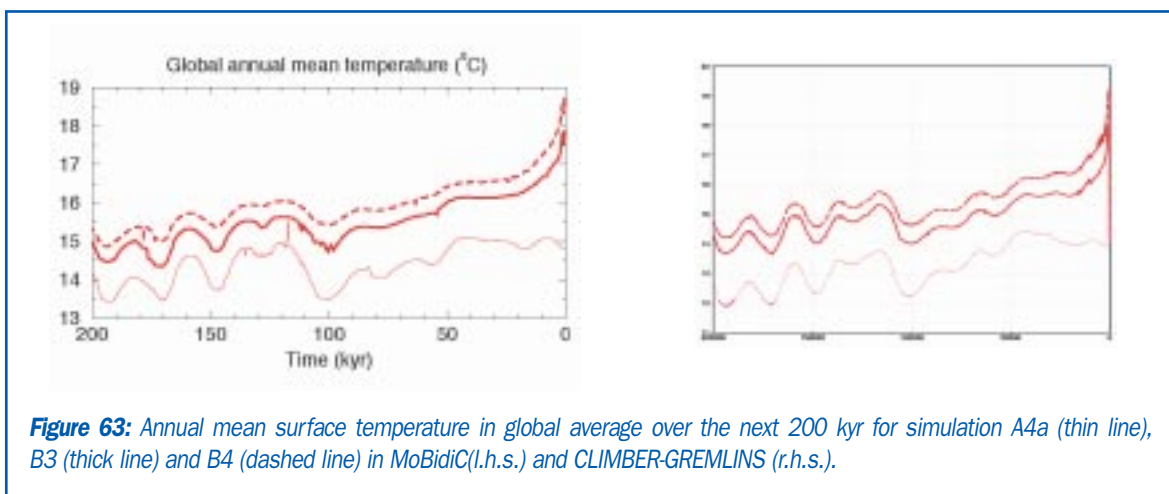 Global annual mean temperature (°C)
19
18
17
16
15
14
13
200 150 100 50 0
Time (kyr)
Figure 63: Annual mean surface temperature in global average over the next 200 kyr for simulation A4a (thin line),
B3 (thick line) and B4 (dashed line) in MoBidiC(l.h.s.) and CLIMBER-GREMLINS (r.h.s.).